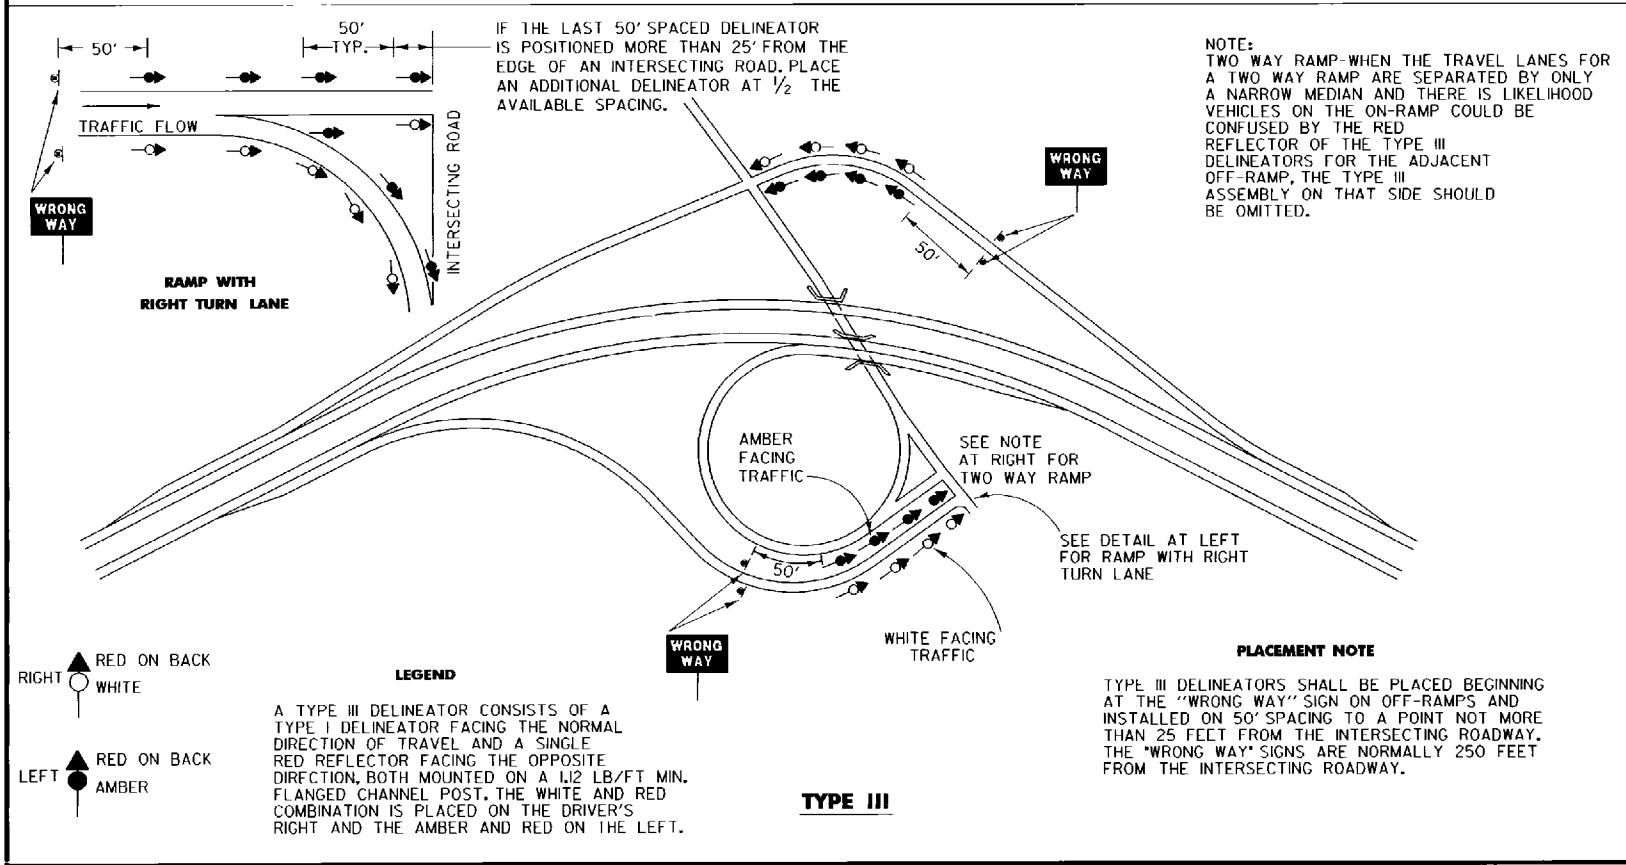 50'
50'
TYP.
IF THE LAST 50' SPACED DELINEATOR
IS POSITIONED MORE THAN 25' FROM THE
EDGE OF AN INTERSECTING ROAD, PLACE
AN ADDITIONAL DELINEATOR AT 1/2 THE
AVAILABLE SPACING.
TRAFFIC FLOW
INTERSECTING ROAD
WRONG
WAY
RAMP WITH
RIGHT TURN LANE
WRONG
WAY
50'
NOTE:
TWO WAY RAMP-WHEN THE TRAVEL LANES FOR
A TWO WAY RAMP ARE SEPARATED BY ONLY
A NARROW MEDIAN AND THERE IS LIKELIHOOD
VEHICLES ON THE ON-RAMP COULD BE
CONFUSED BY THE RED
REFLECTOR OF THE TYPE III
DELINEATORS FOR THE ADJACENT
OFF-RAMP, THE TYPE III
ASSEMBLY ON THAT SIDE SHOULD
BE OMITTED.
AMBER
FACING
TRAFFIC
SEE NOTE
AT RIGHT FOR
TWO WAY RAMP
SEE DETAIL AT LEFT
FOR RAMP WITH RIGHT
TURN LANE
50'
WRONG
WAY
WHITE FACING
TRAFFIC
RIGHT
RED ON BACK
WHITE
LEFT
RED ON BACK
AMBER
LEGEND
A TYPE III DELINEATOR CONSISTS OF A
TYPE I DELINEATOR FACING THE NORMAL
DIRECTION OF TRAVEL AND A SINGLE
RED REFLECTOR FACING THE OPPOSITE
DIRECTION, BOTH MOUNTED ON A 1.12 LB/FT MIN.
FLANGED CHANNEL POST. THE WHITE AND RED
COMBINATION IS PLACED ON THE DRIVER'S
RIGHT AND THE AMBER AND RED ON THE LEFT.
TYPE III
PLACEMENT NOTE
TYPE III DELINEATORS SHALL BE PLACED BEGINNING
AT THE "WRONG WAY" SIGN ON OFF-RAMPS AND
INSTALLED ON 50' SPACING TO A POINT NOT MORE
THAN 25 FEET FROM THE INTERSECTING ROADWAY.
THE "WRONG WAY" SIGNS ARE NORMALLY 250 FEET
FROM THE INTERSECTING ROADWAY.